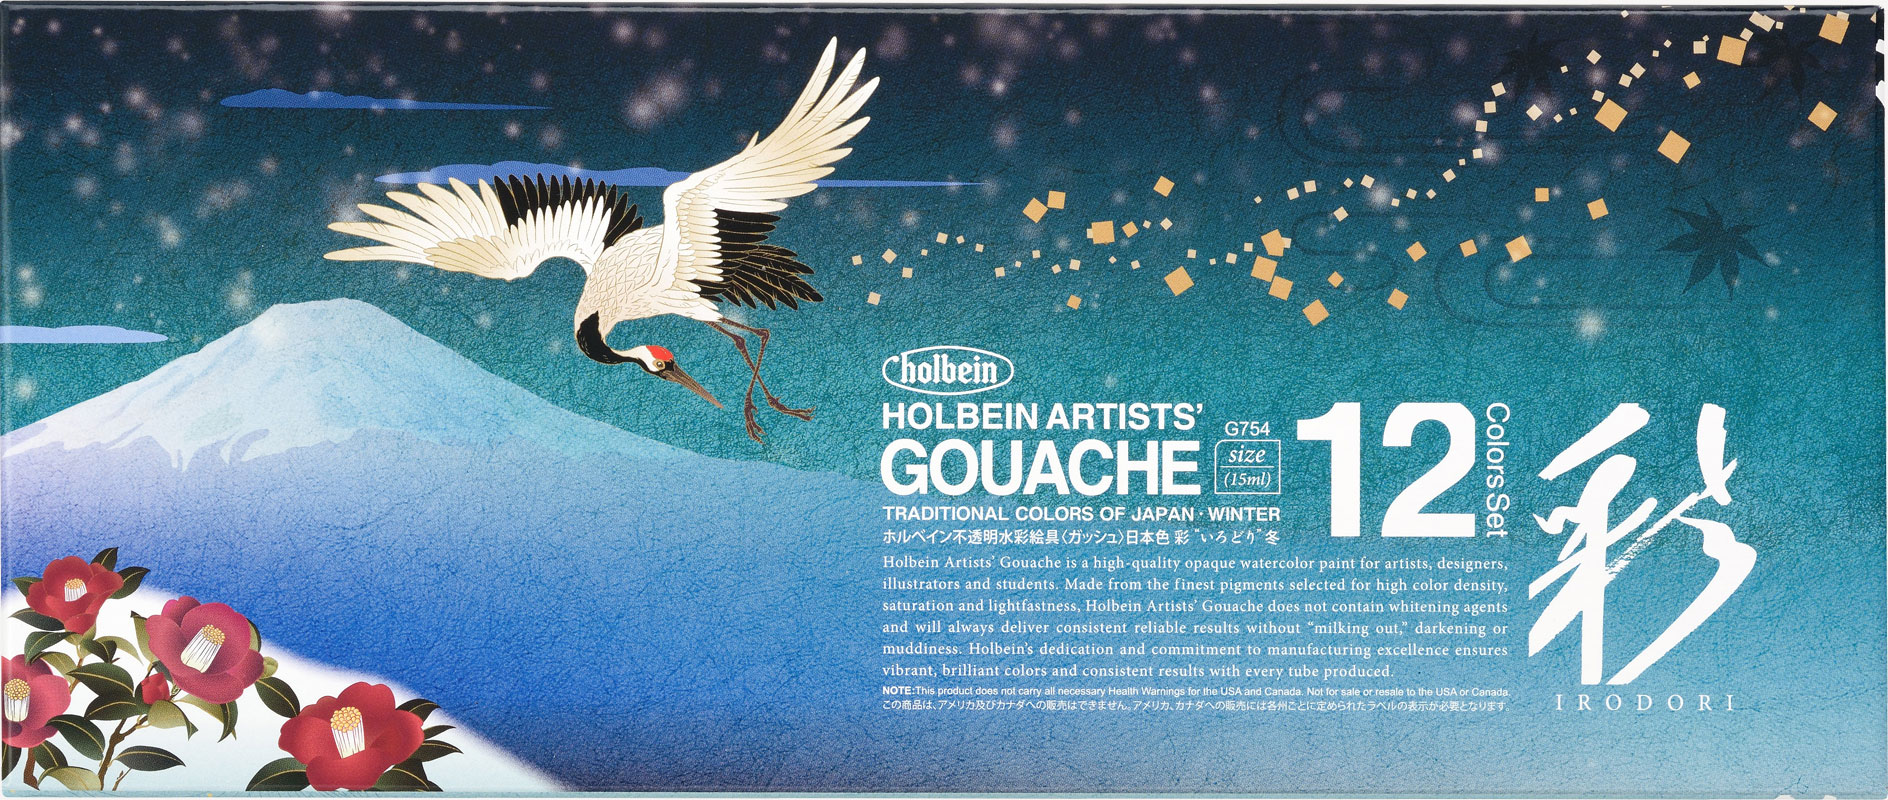 holbein
HOLBEIN ARTISTS'
GOUACHE
G754
size
(15ml)
12
Colors Set
TRADITIONAL COLORS OF JAPAN · WINTER
ホルベイン不透明水彩絵具〈ガッシュ〉日本色 彩 "いろどり" 冬
Holbein Artists' Gouache is a high-quality opaque watercolor paint for artists, designers,
illustrators and students. Made from the finest pigments selected for high color density,
saturation and lightfastness, Holbein Artists' Gouache does not contain whitening agents
and will always deliver consistent reliable results without “milking out,” darkening or
muddiness. Holbein's dedication and commitment to manufacturing excellence ensures
vibrant, brilliant colors and consistent results with every tube produced.
NOTE:This product does not carry all necessary Health Warnings for the USA and Canada. Not for sale or resale to the USA or Canada.
この商品は、アメリカ及びカナダへの販売はできません。アメリカ、カナダへの販売には各州ごとに定められたラベルの表示が必要となります。
彩
IRODORI